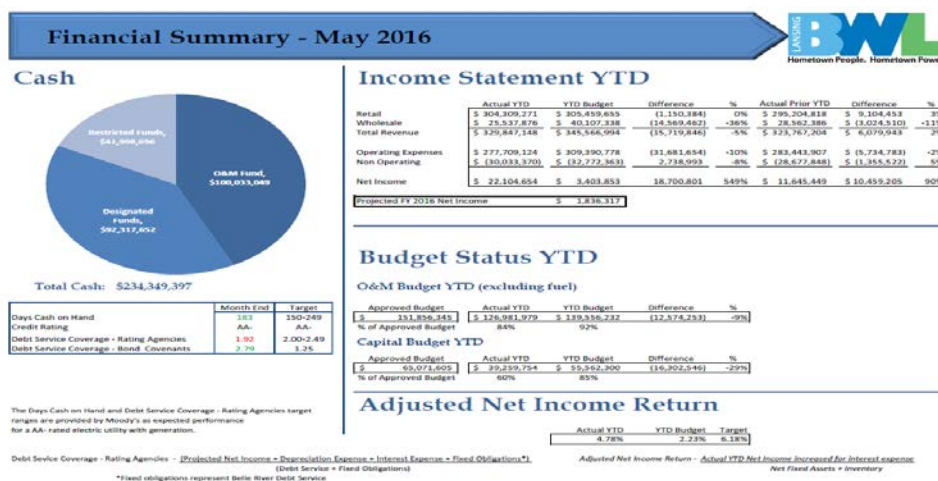 Financial Summary - May 2016
LANSING
BWL
Hometown People. Hometown Power
Cash
Restricted Funds,
O&M Fund,
$100,033,049
Designated
Funds,
$92,317,652
Total Cash: $234,349,397
Month End Target
Days Cash on Hand 183 150-249
Credit Rating AA- AA-
Debt Service Coverage - Rating Agencies 1.92 2.00-2.49
Debt Service Coverage - Bond Covenants 2.79 1.25
The Days Cash on Hand and Debt Service Coverage - Rating Agencies target
ranges are provided by Moody's as expected performance
for a AA- rated electric utility with generation.
Income Statement YTD
Actual YTD YTD Budget Difference % Actual Prior YTD Difference %
Retail $ 304,309,271 $ 305,459,655 (1,150,384) 0% $ 295,204,818 $ 9,104,453 3%
Wholesale $ 25,537,876 $ 40,107,338 (14,569,462) -36% $ 28,562,386 $ (3,024,510) -11%
Total Revenue $ 329,847,148 $ 345,566,994 (15,719,846) -5% $ 323,767,204 $ 6,079,943 2%
Operating Expenses $ 277,709,124 $ 309,390,778 (31,681,654) -10% $ 283,443,907 $ (5,734,783) -2%
Non Operating $ (30,033,370) $ (32,772,363) 2,738,993 -8% $ (28,677,848) $ (1,355,522) 5%
Net Income $ 22,104,654 $ 3,403,853 18,700,801 549% $ 11,645,449 $ 10,459,205 90%
Projected FY 2016 Net Income $ 1,836,317
Budget Status YTD
O&M Budget YTD (excluding fuel)
Approved Budget Actual YTD YTD Budget Difference %
$ 151,856,345 $ 126,981,979 $ 139,556,232 (12,574,253) -9%
% of Approved Budget 84% 92%
Capital Budget YTD
Approved Budget Actual YTD YTD Budget Difference %
$ 65,071,605 $ 39,259,754 $ 55,562,300 (16,302,546) -29%
% of Approved Budget 60% 85%
Adjusted Net Income Return
Actual YTD YTD Budget Target
4.78% 2.23% 6.18%
Debt Sevice Coverage - Rating Agencies - (Projected Net Income + Depreciation Expense + Interest Expense + Fixed Obligations*)
(Debt Service + Fixed Obligations)
*Fixed obligations represent Belle River Debt Service
Adjusted Net Income Return - Actual YTD Net Income increased for interest expense
Net Fixed Assets + Inventory